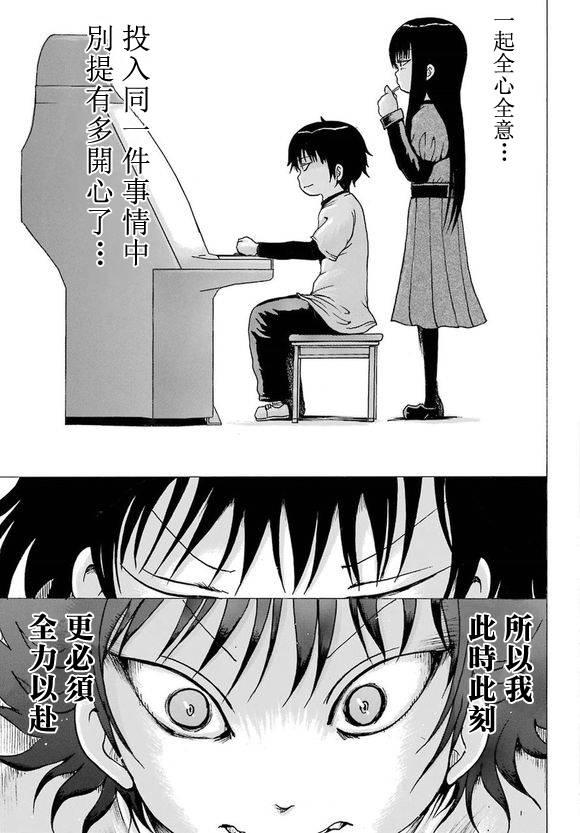 一起全心全意…
投入同一件事情中
別提有多開心了…
所以我
此時此刻
更必須
全力以赴